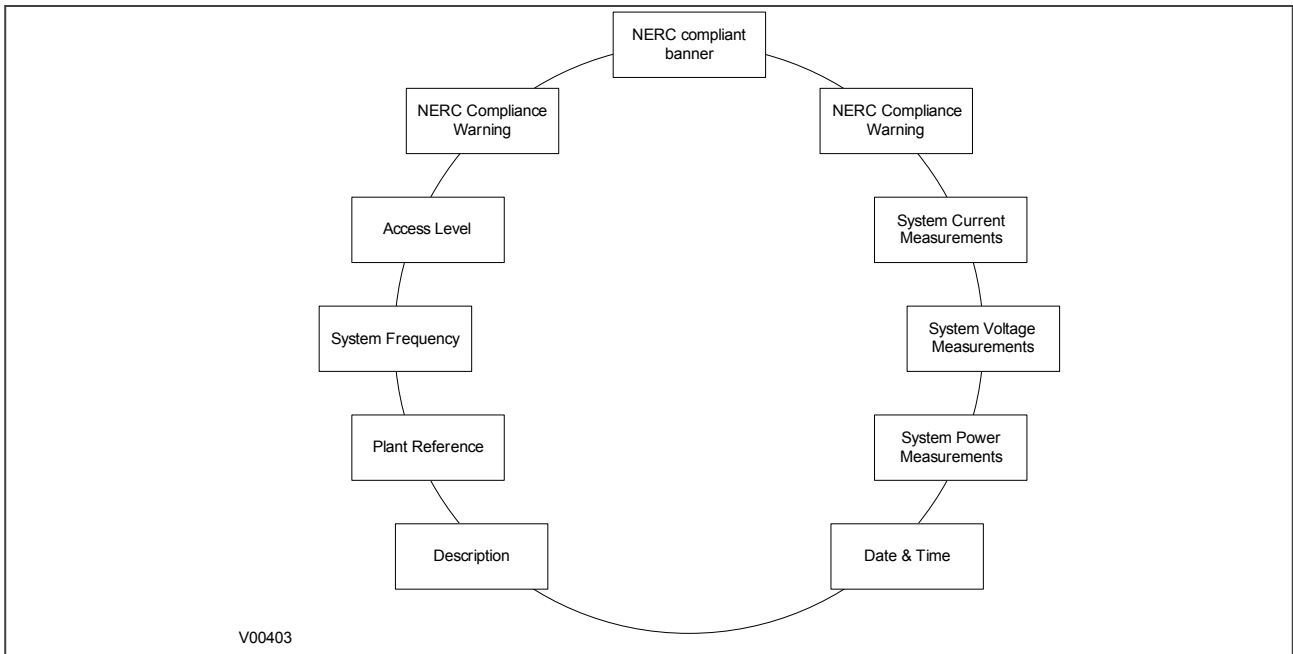 NERC compliant
banner
NERC Compliance
Warning
NERC Compliance
Warning
Access Level
System Current
Measurements
System Frequency
System Voltage
Measurements
Plant Reference
System Power
Measurements
Description
Date & Time
V00403